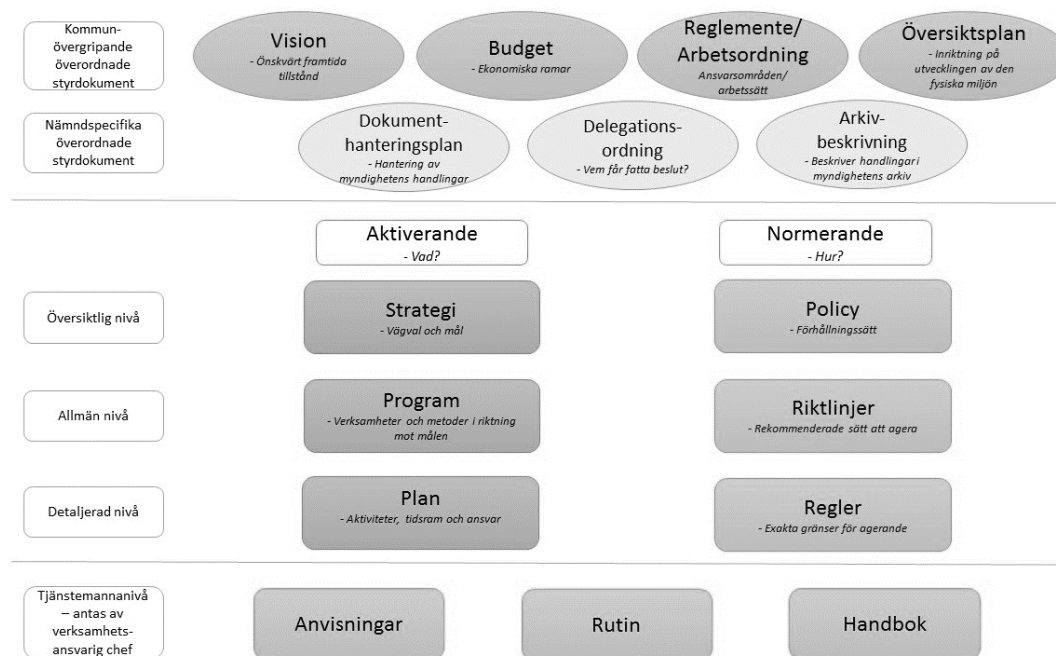 Kommun-
övergripande
överordnade
styrdokument
Vision
- Önskvärt framtida
tillstånd
Budget
- Ekonomiska ramar
Reglemente/
Arbetsordning
Ansvarsområden/
arbetssätt
Översiktsplan
- Inriktning på
utvecklingen av den
fysiska miljön
Nämndspecifika
överordnade
styrdokument
Dokument-
hanteringsplan
- Hantering av
myndighetens handlingar
Delegations-
ordning
- Vem får fatta beslut?
Arkiv-
beskrivning
- Beskriver handlingar i
myndighetens arkiv
Aktiverande
- Vad?
Normerande
- Hur?
Översiktlig nivå
Strategi
- Vägval och mål
Policy
- Förhållningssätt
Allmän nivå
Program
- Verksamheter och metoder i riktning
mot målen
Riktlinjer
- Rekommenderade sätt att agera
Detaljerad nivå
Plan
- Aktiviteter, tidsram och ansvar
Regler
- Exakta gränser för agerande
Tjänstemannanivå
– antas av
verksamhets-
ansvarig chef
Anvisningar
Rutin
Handbok